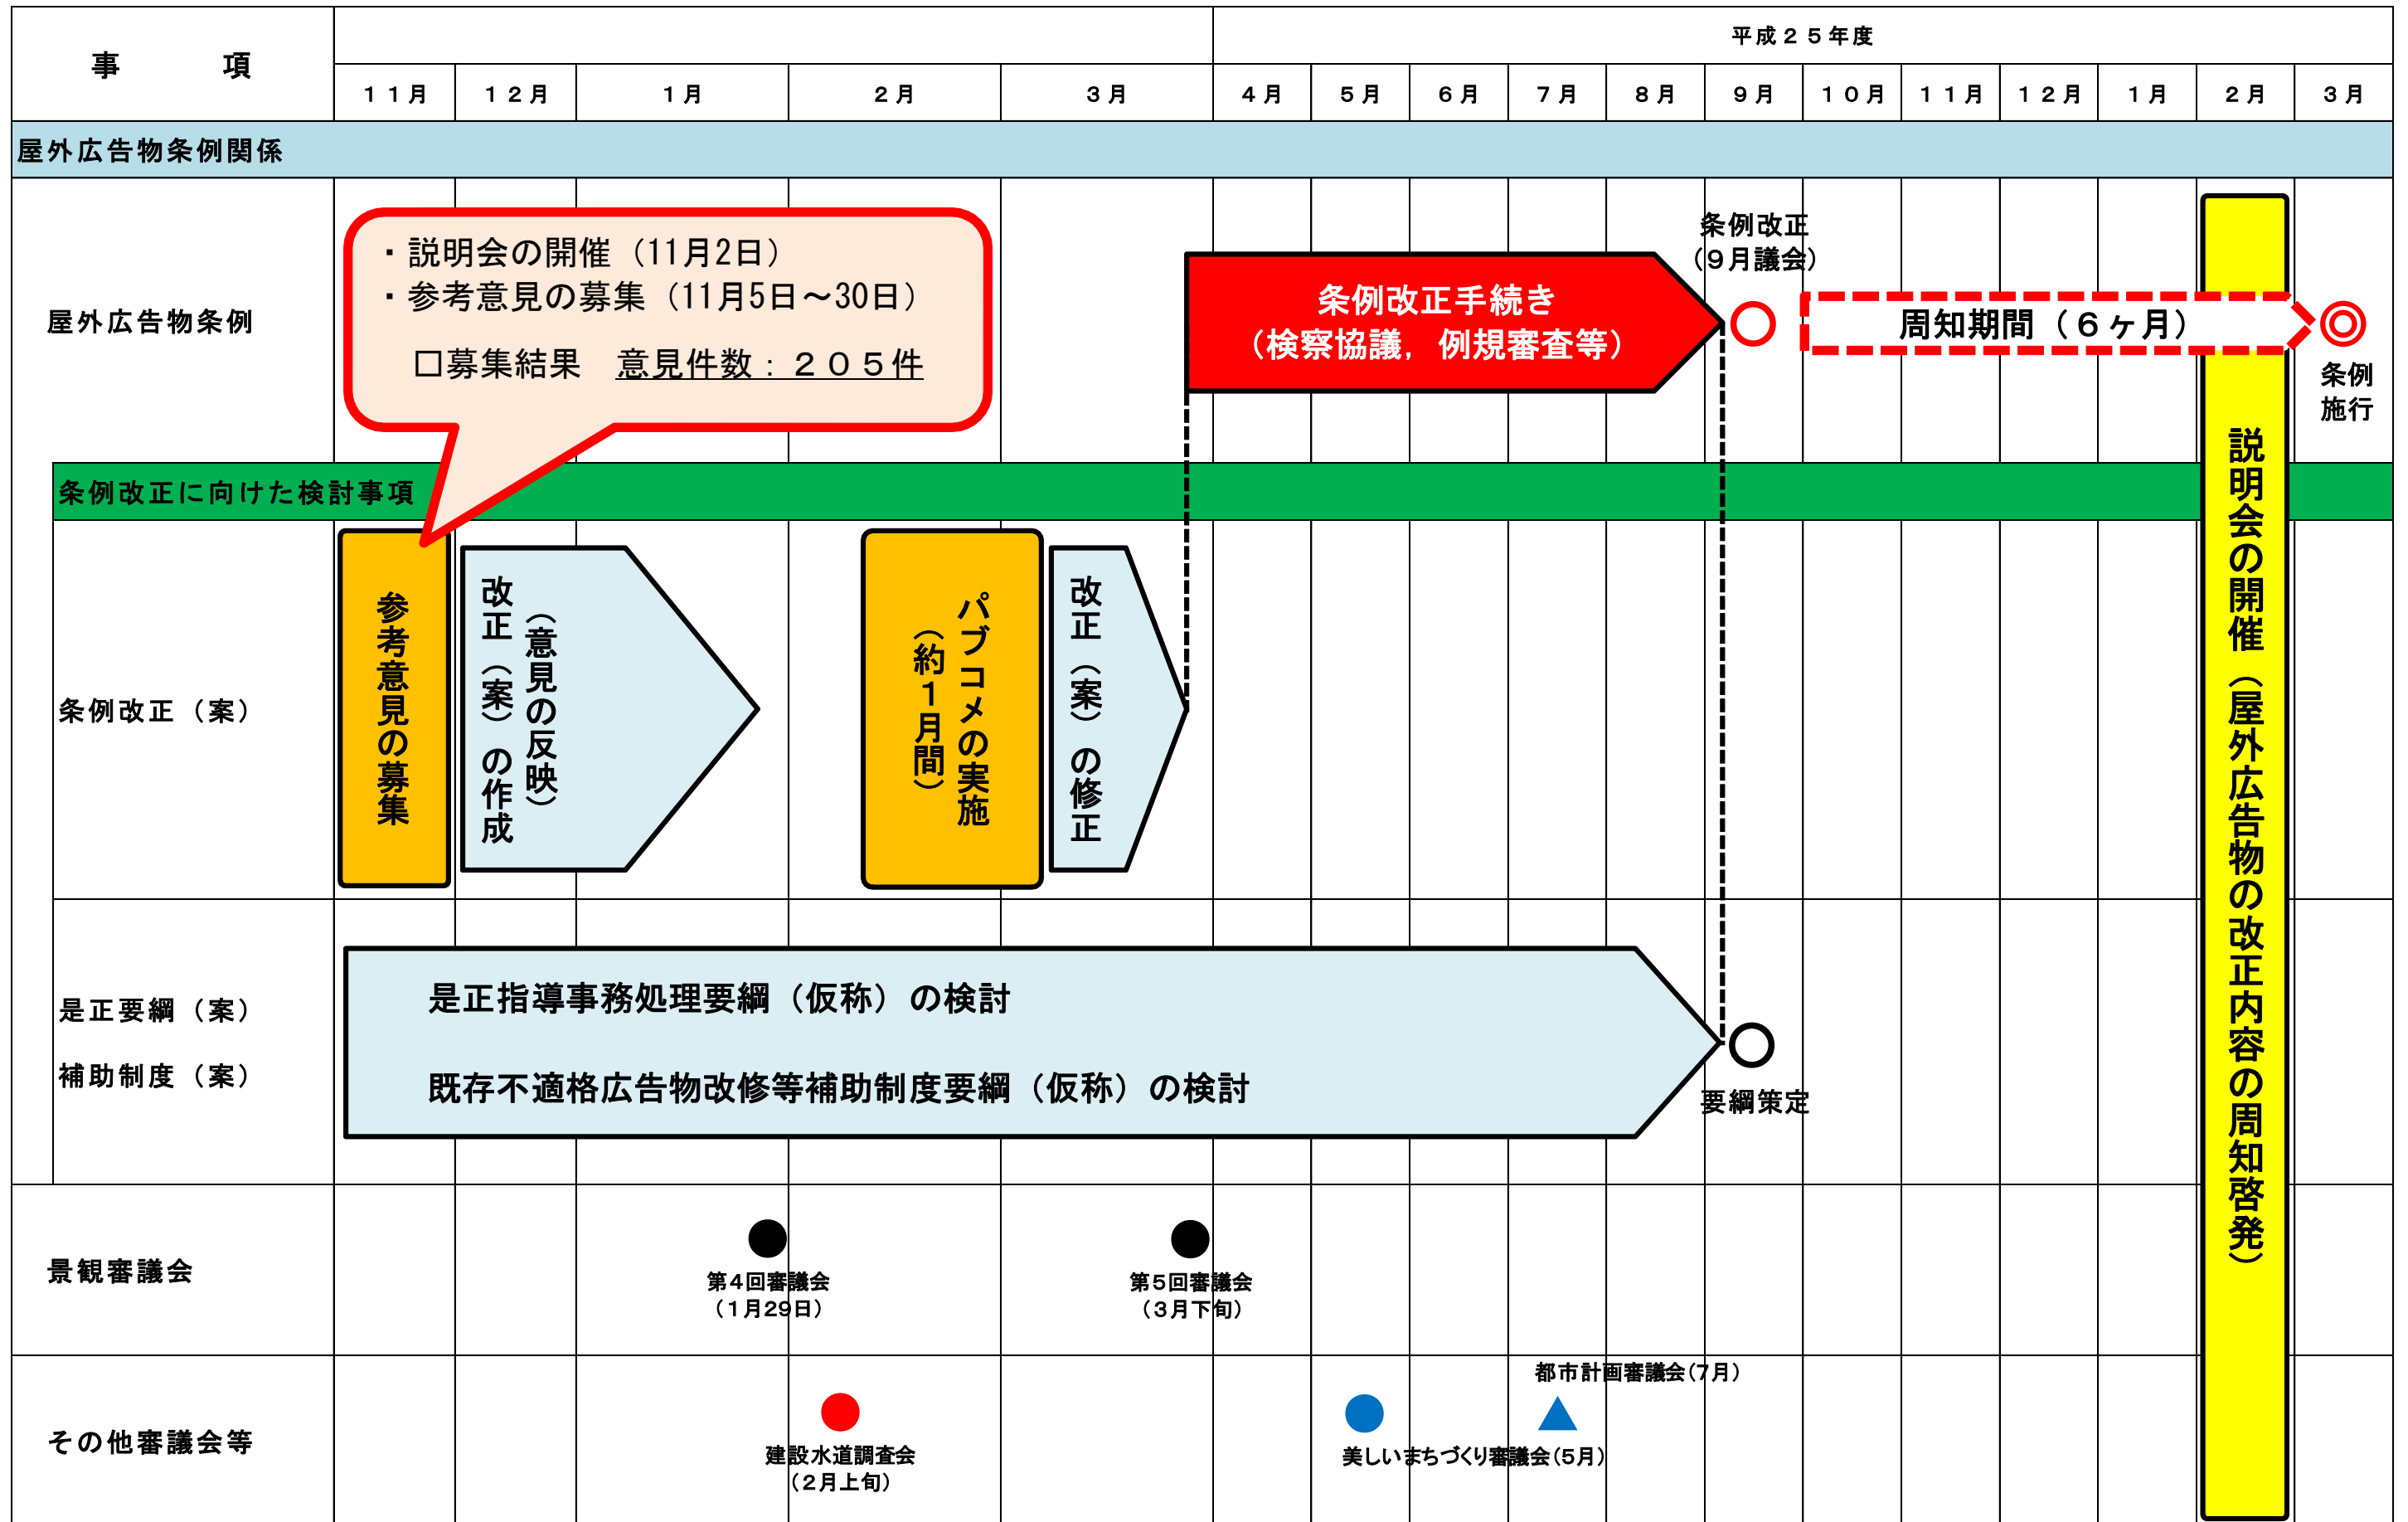 事　項
平成２５年度
１１月　１２月　１月　２月　３月　４月　５月　６月　７月　８月　９月　１０月　１１月　１２月　１月　２月　３月
屋外広告物条例関係
屋外広告物条例
・説明会の開催（11月2日）
・参考意見の募集（11月5日～30日）
□募集結果　意見件数：２０５件
条例改正手続き
（検察協議，例規審査等）
条例改正
（９月議会）
周知期間（６ヶ月）
条例
施行
説明会の開催（屋外広告物の改正内容の周知啓発）
条例改正に向けた検討事項
条例改正（案）
参考意見の募集
改正（案）の作成
（意見の反映）
パブコメの実施
（約１月間）
改正（案）の修正
是正要綱（案）
補助制度（案）
是正指導事務処理要綱（仮称）の検討
既存不適格広告物改修等補助制度要綱（仮称）の検討
要綱策定
景観審議会
第４回審議会
（１月29日）
第５回審議会
（３月下旬）
その他審議会等
建設水道調査会
（２月上旬）
美しいまちづくり審議会（５月）
都市計画審議会（７月）